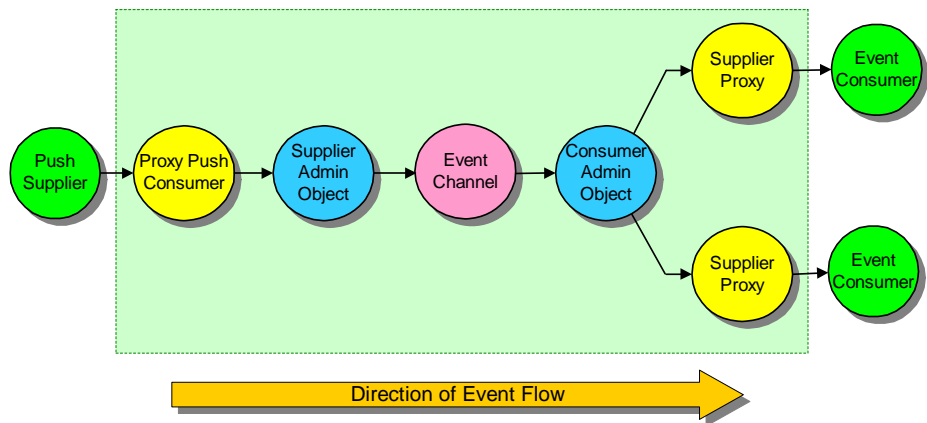 Push
Supplier
Proxy Push
Consumer
Supplier
Admin
Object
Event
Channel
Consumer
Admin
Object
Supplier
Proxy
Event
Consumer
Supplier
Proxy
Event
Consumer
Direction of Event Flow